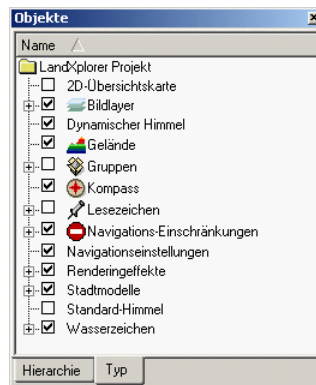 Objekte
Name
LandXplorer Projekt
2D-Übersichtskarte
Bildlayer
Dynamischer Himmel
Gelände
Gruppen
Kompass
Lesezeichen
Navigations-Einschränkungen
Navigationseinstellungen
Renderingeffekte
Stadtmodelle
Standard-Himmel
Wasserzeichen
Hierarchie Typ